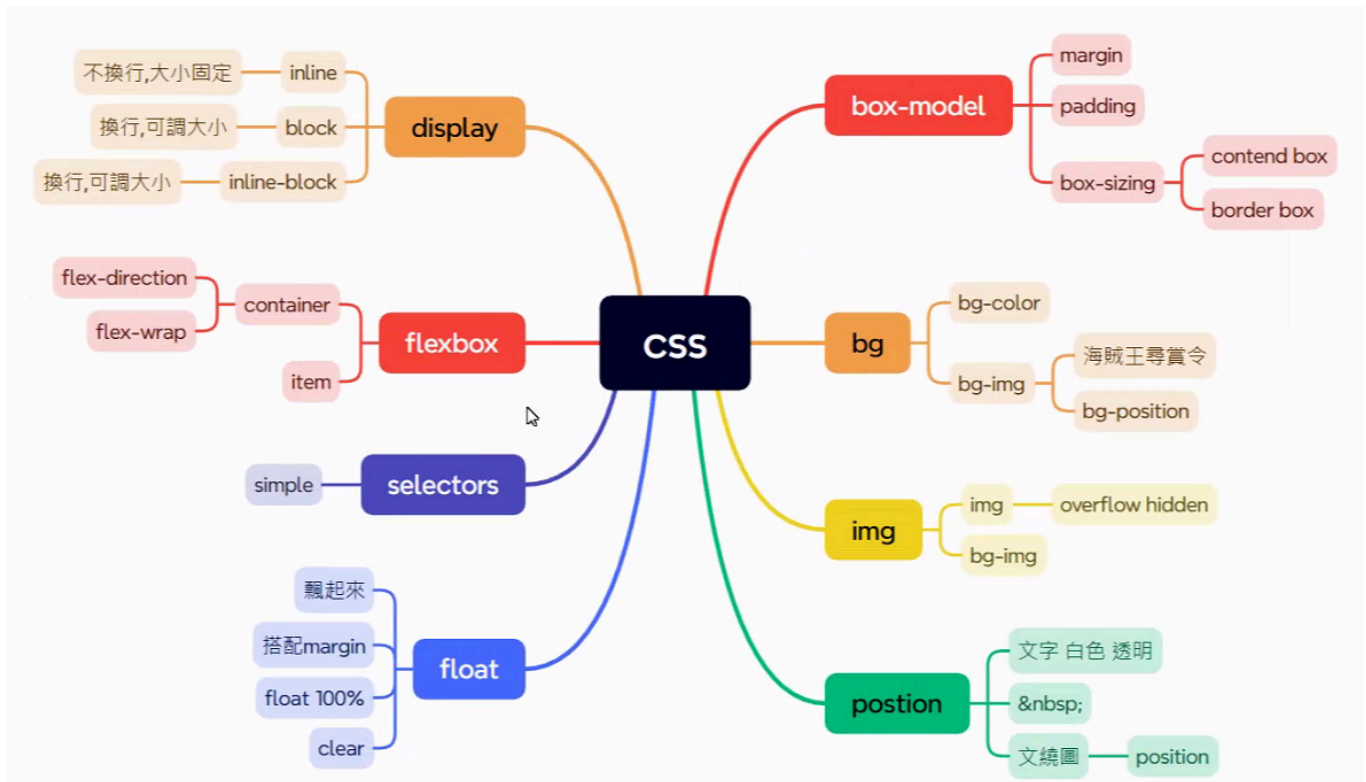 CSS
display
inline
不換行,大小固定
block
換行,可調大小
inline-block
換行,可調大小
flexbox
container
flex-direction
flex-wrap
item
selectors
simple
float
飄起來
搭配margin
float 100%
clear
box-model
margin
padding
box-sizing
contend box
border box
bg
bg-color
bg-img
海賊王尋賞令
bg-position
img
img
overflow hidden
bg-img
postion
文字 白色 透明
&nbsp;
文繞圖
position